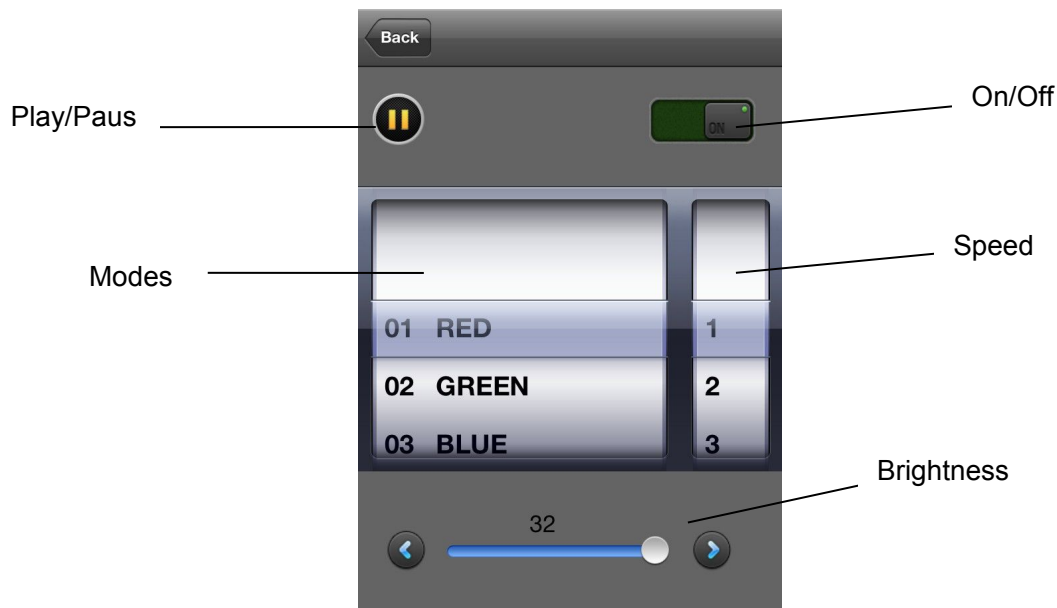 Back
Play/Paus
On/Off
ON
Modes
Speed
01 RED 1
02 GREEN 2
03 BLUE 3
Brightness
32